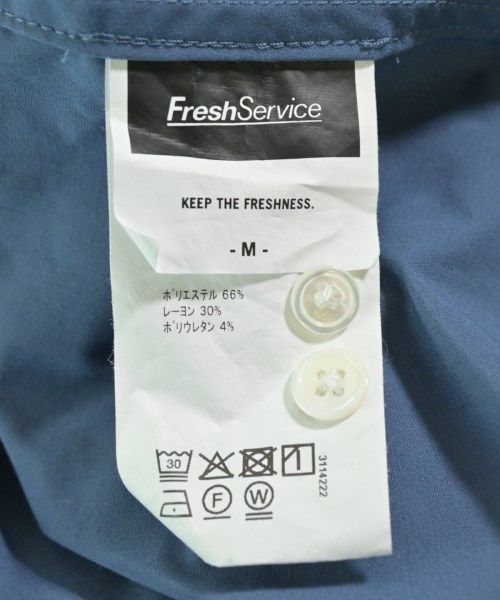 FreshService
KEEP THE FRESHNESS.
- M -
ポリエステル 66%
レーヨン 30%
ポリウレタン 4%
30
F W
3114222